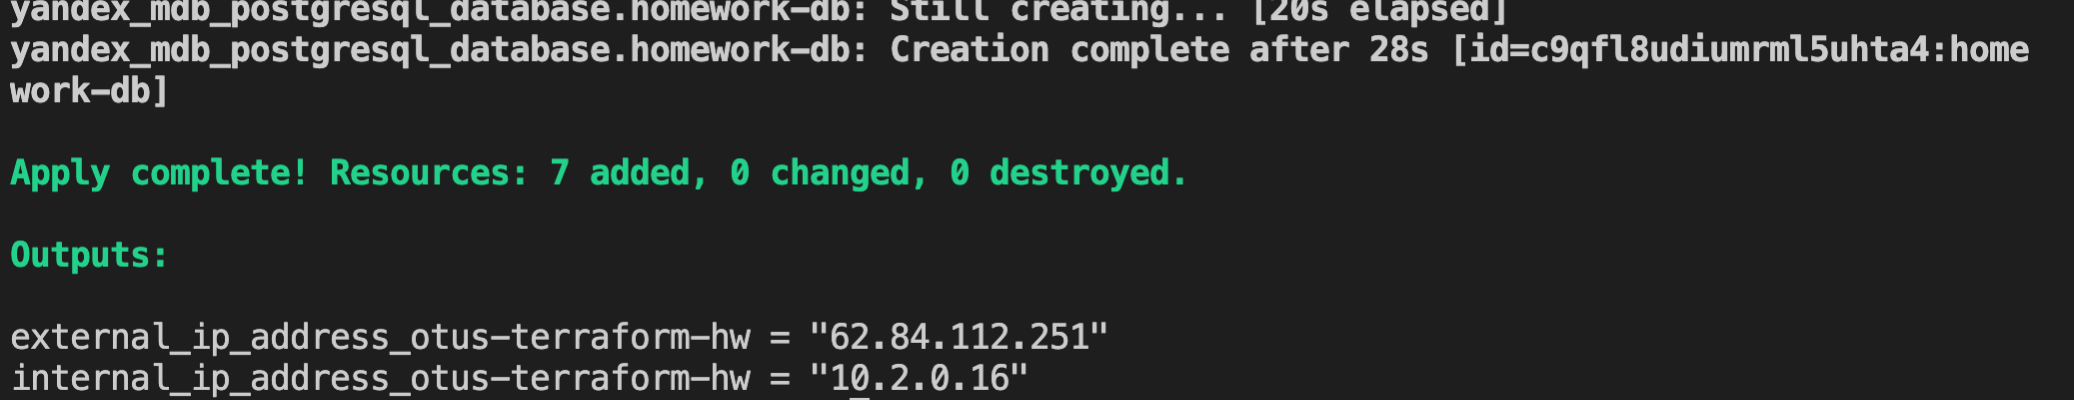 yandex_mdb_postgresql_database.homework-db: Still creating... [20s elapsed]
yandex_mdb_postgresql_database.homework-db: Creation complete after 28s [id=c9qfl8udiumrml5uhta4:home
work-db]
Apply complete! Resources: 7 added, 0 changed, 0 destroyed.
Outputs:
external_ip_address_otus-terraform-hw = "62.84.112.251"
internal_ip_address_otus-terraform-hw = "10.2.0.16"